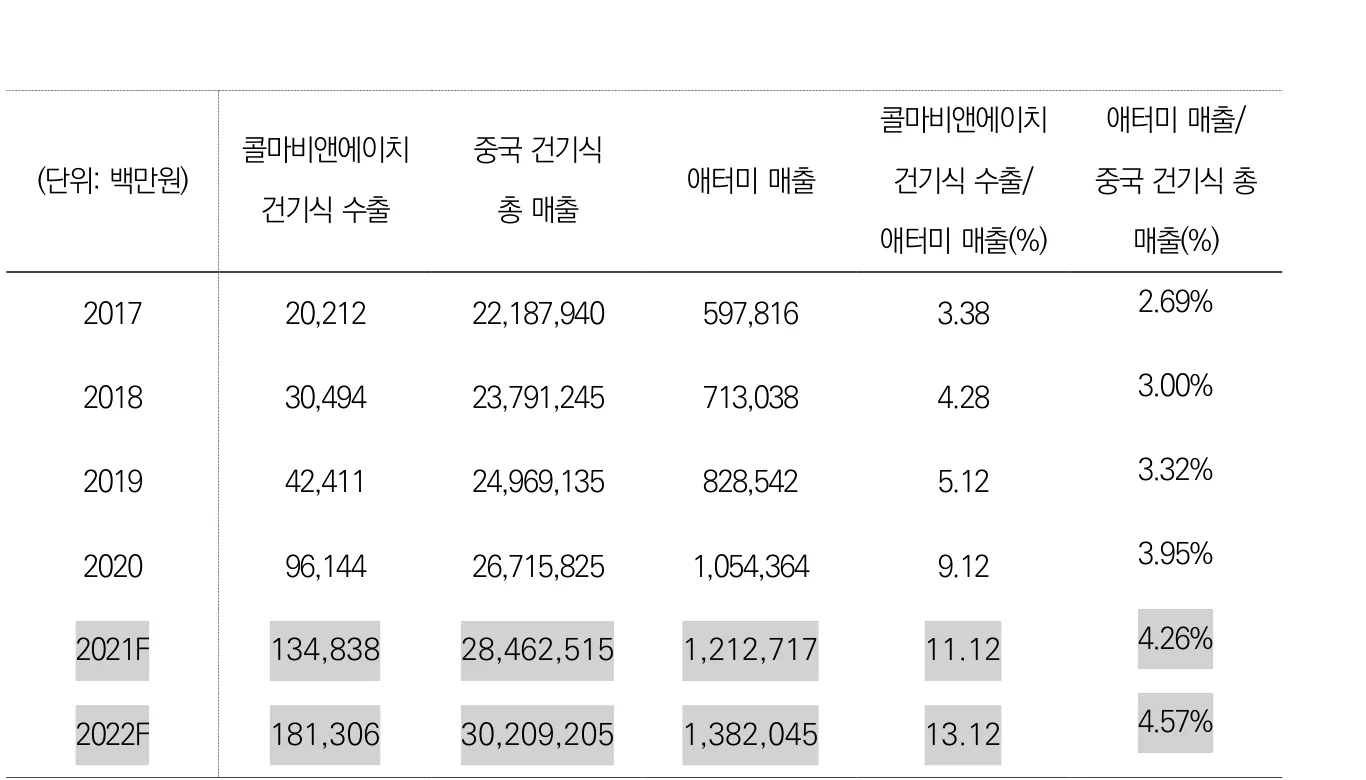 (단위: 백만원) 콜마비앤에이치 건기식 수출 중국 건기식 총 매출 애터미 매출 콜마비앤에이치 건기식 수출/ 애터미 매출(%) 애터미 매출/ 중국 건기식 총 매출(%)
2017 20,212 22,187,940 597,816 3.38 2.69%
2018 30,494 23,791,245 713,038 4.28 3.00%
2019 42,411 24,969,135 828,542 5.12 3.32%
2020 96,144 26,715,825 1,054,364 9.12 3.95%
2021F 134,838 28,462,515 1,212,717 11.12 4.26%
2022F 181,306 30,209,205 1,382,045 13.12 4.57%